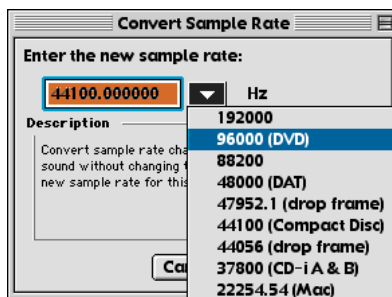 Convert Sample Rate
Enter the new sample rate:
44100.000000
Hz
192000
96000 (DVD)
88200
48000 (DAT)
47952.1 (drop frame)
44100 (Compact Disc)
44056 (drop frame)
37800 (CD-i A & B)
22254.54 (Mac)
Description
Convert sample rate cha
sound without changing
new sample rate for this
Ca